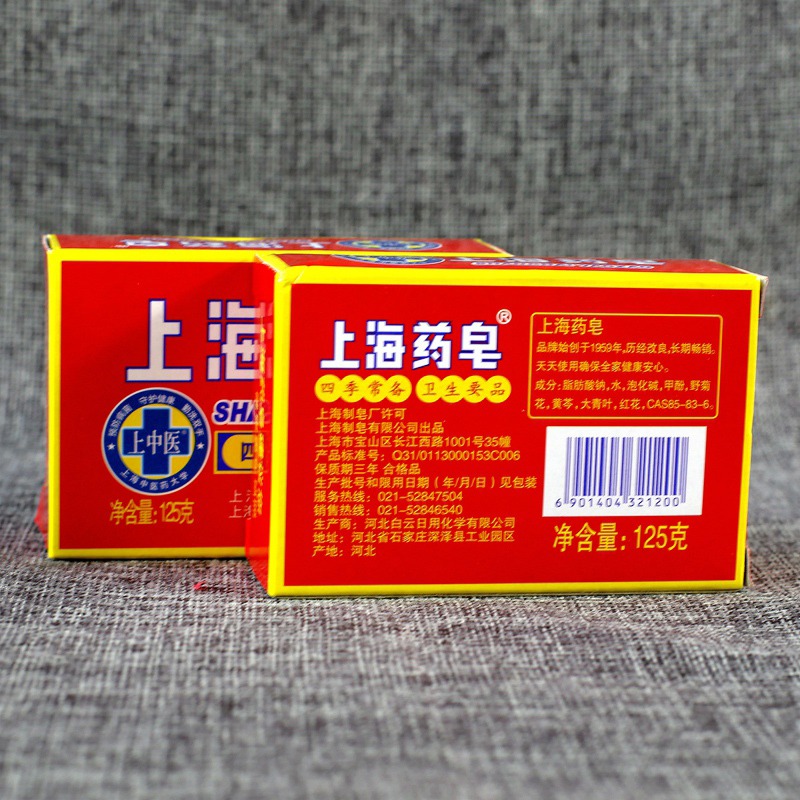 上海
SHA
预防病菌 守护健康 勤洗双手
上中医
上海中医药大学
四
净含量:125克
上海药皂®
四季常备 卫生要品
上海制皂厂许可
上海制皂有限公司出品
上海市宝山区长江西路1001号35幢
产品标准号: Q31/0113000153C006
保质期三年 合格品
生产批号和限用日期(年/月/日)见包装
服务热线: 021-52847504
销售热线: 021-52846540
生产商: 河北白云日用化学有限公司
地址: 河北省石家庄深泽县工业园区
产地: 河北
上海药皂
品牌始创于1959年,历经改良,长期畅销。
天天使用确保全家健康安心。
成分: 脂肪酸钠,水,泡化碱,甲酚,野菊
花,黄芩,大青叶,红花,CAS85-83-6。
6 901404 321200
净含量: 125克